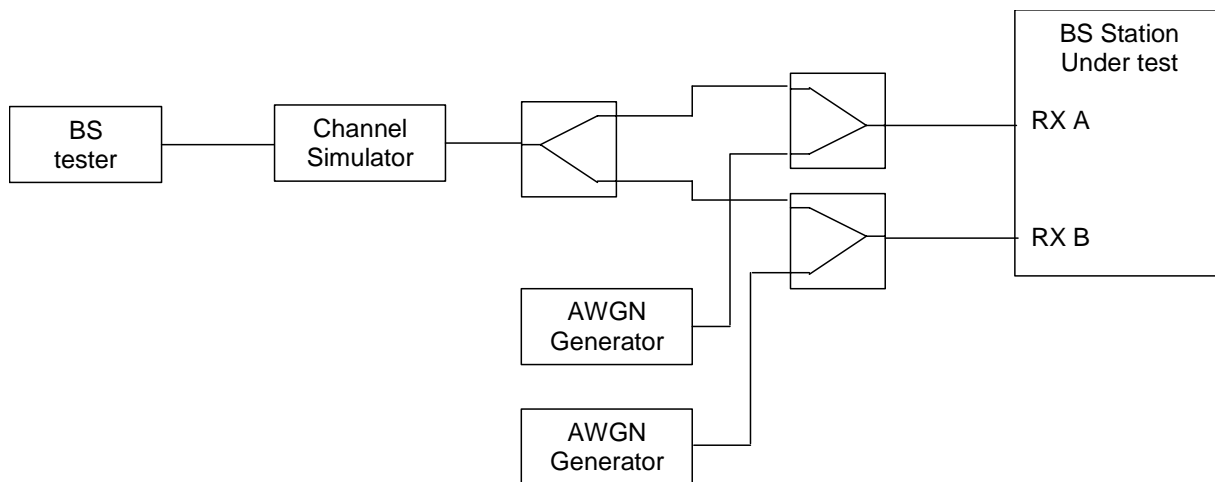 BS Station
Under test
BS
tester
Channel
Simulator
RX A
RX B
AWGN
Generator
AWGN
Generator